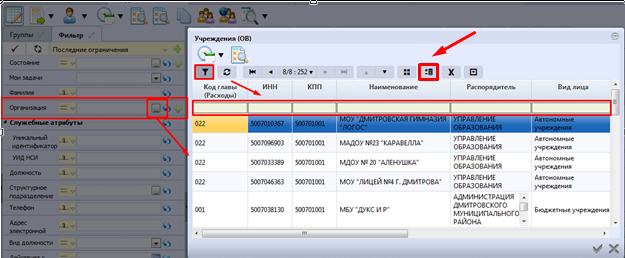 Группы
Фильтр
Последние ограничения
Состояние
Мои задачи
Фамилия
Организация
Служебные атрибуты
Уникальный
идентификатор
УИД НСИ
Должность
Структурное
подразделение
Телефон
Адрес
электронной
Вид должности
Учреждения (ОВ)
8/8 : 252
Код главы
(Расходы)
ИНН
КПП
Наименование
Распорядитель
Вид лица
022
5007010367
500701001
МОУ "ДМИТРОВСКАЯ ГИМНАЗИЯ
"ЛОГОС"
УПРАВЛЕНИЕ
ОБРАЗОВАНИЯ
Автономные
учреждения
022
5007096903
500701001
МАДОУ №23 "КАРАВЕЛЛА"
УПРАВЛЕНИЕ
ОБРАЗОВАНИЯ
Автономные
учреждения
022
5007033389
500701001
МДОУ № 20 "АЛЕНУШКА"
УПРАВЛЕНИЕ
ОБРАЗОВАНИЯ
Автономные
учреждения
022
5007046363
500701001
МОУ "ЛИЦЕЙ №4 Г. ДМИТРОВА"
УПРАВЛЕНИЕ
ОБРАЗОВАНИЯ
Автономные
учреждения
001
5007038130
500701001
МБУ "ДУКС И Р"
АДМИНИСТРАЦИЯ
ДМИТРОВСКОГО
МУНИЦИПАЛЬНОГО
РАЙОНА
Бюджетные учреждения